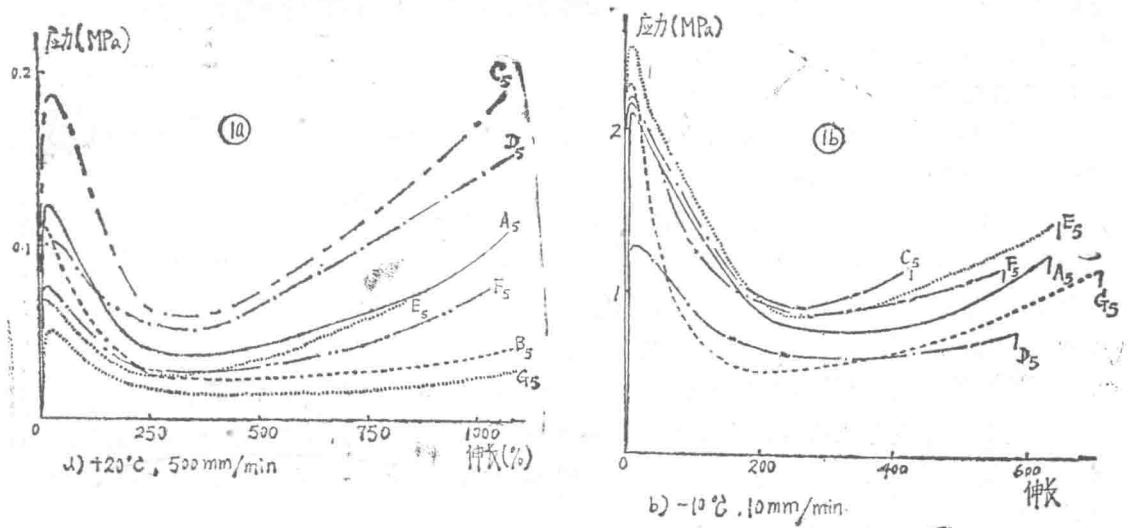 应力(MPa)
0.2
0.1
C5
1a
D5
A5
E5
F5
B5
G5
0
250
500
750
1000
伸长(%)
a) +20°C, 500mm/min
应力(MPa)
2
1
1b
C5
E5
F5
A5
G5
D5
0
200
400
600
伸长
b) -10°C, 10mm/min